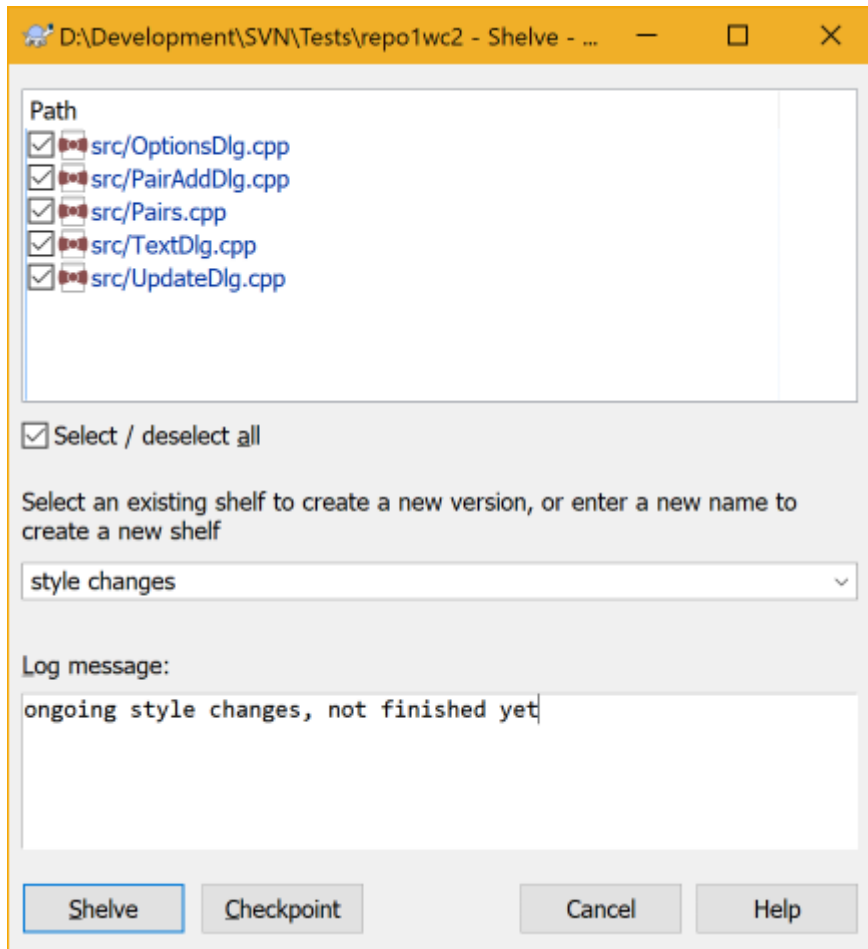 D:\Development\SVN\Tests\repo1wc2 - Shelve - ...
Path
src/OptionsDlg.cpp
src/PairAddDlg.cpp
src/Pairs.cpp
src/TextDlg.cpp
src/UpdateDlg.cpp
Select / deselect all
Select an existing shelf to create a new version, or enter a new name to
create a new shelf
style changes
Log message:
ongoing style changes, not finished yet
Shelve Checkpoint Cancel Help